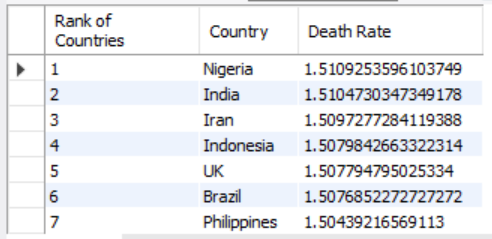 Rank of
Countries Country Death Rate
1 Nigeria 1.5109253596103749
2 India 1.5104730347349178
3 Iran 1.5097277284119388
4 Indonesia 1.5079842663322314
5 UK 1.507794795025334
6 Brazil 1.5076852272727272
7 Philippines 1.50439216569113